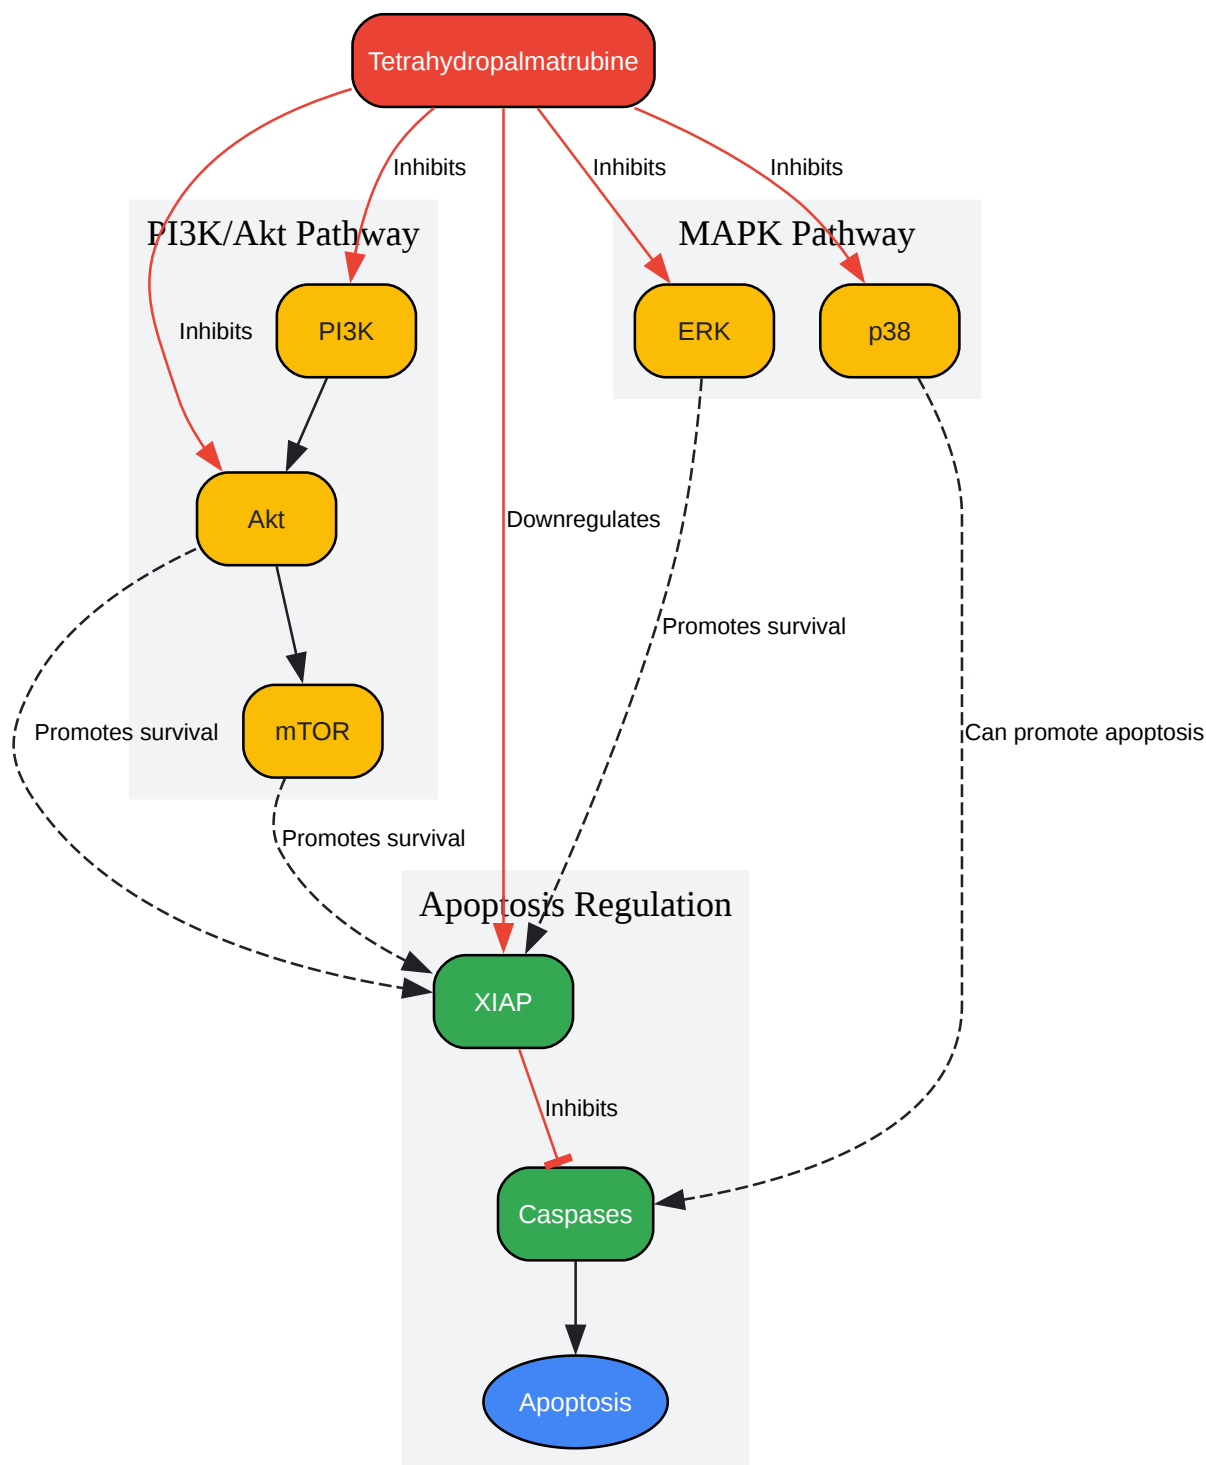 Tetrahydropalmatrubine
Inhibits
Inhibits
Inhibits
PI3K/Akt Pathway
MAPK Pathway
Inhibits
PI3K
ERK
p38
Akt
Downregulates
Promotes survival
Promotes survival
mTOR
Can promote apoptosis
Promotes survival
Apoptosis Regulation
XIAP
Inhibits
Caspases
Apoptosis